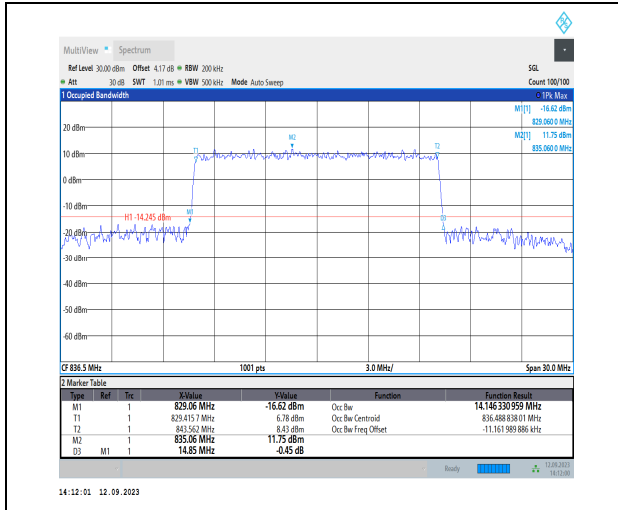 MultiView Spectrum
Ref Level 30.00 dBm Offset 4.17 dB RBW 200 kHz SGL
Att 30 dB SWT 1.01 ms VBW 500 kHz Mode Auto Sweep Count 100/100
1 Occupied Bandwidth 1Pk Max
M1[1] -16.62 dBm
829.060 0 MHz
M2[1] 11.75 dBm
835.060 0 MHz
20 dBm
M2
T1 T2
10 dBm
0 dBm
-10 dBm
H1 -14.245 dBm
M1
D3
-20 dBm
-30 dBm
-40 dBm
-50 dBm
-60 dBm
CF 836.5 MHz 1001 pts 3.0 MHz/ Span 30.0 MHz
2 Marker Table
Type Ref Trc X-Value Y-Value Function Function Result
M1 1 829.06 MHz -16.62 dBm Occ Bw 14.146 330 959 MHz
T1 1 829.415 7 MHz 6.78 dBm Occ Bw Centroid 836.488 838 01 MHz
T2 1 843.562 MHz 8.43 dBm Occ Bw Freq Offset -11.161 989 886 kHz
M2 1 835.06 MHz 11.75 dBm
D3 M1 1 14.85 MHz -0.45 dB
Ready 12.09.2023
14:12:00
14:12:01 12.09.2023